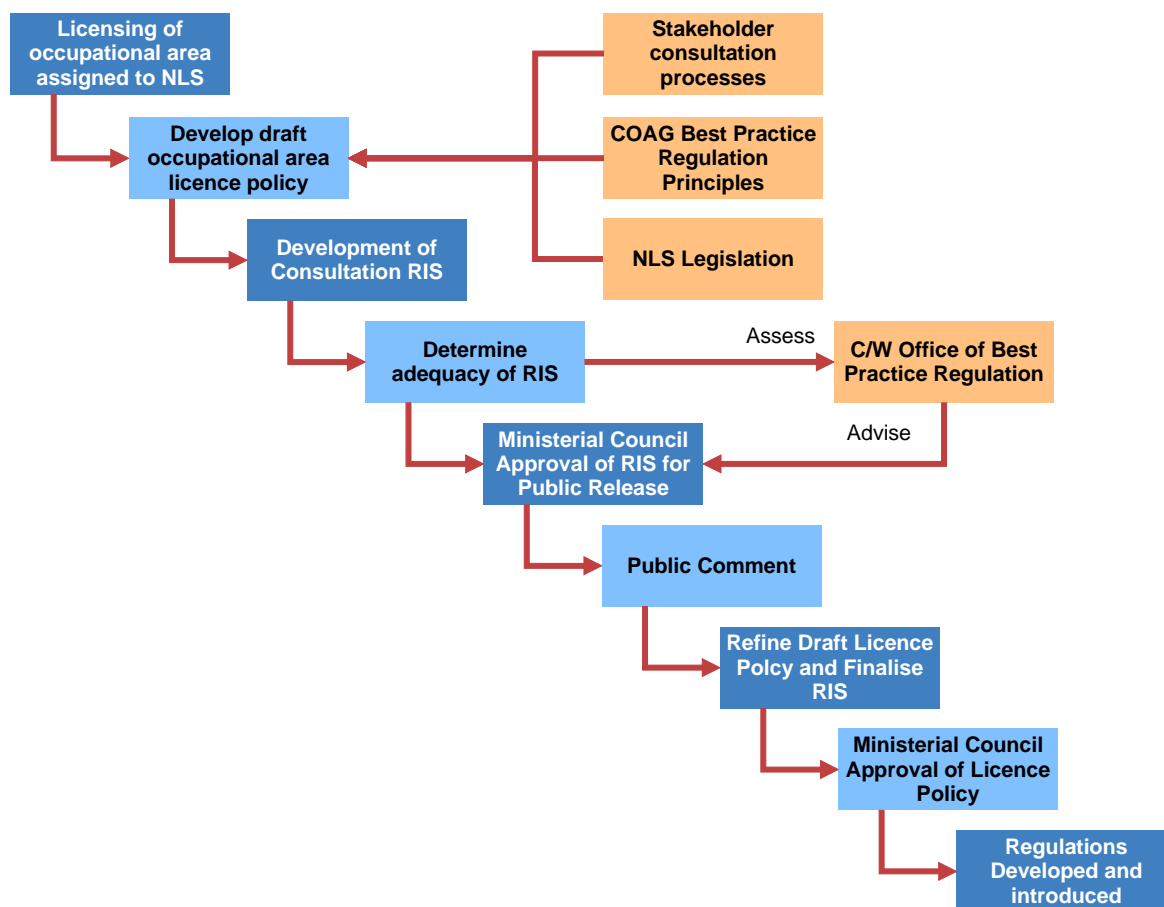 Licensing of
occupational area
assigned to NLS
Stakeholder
consultation
processes
Develop draft
occupational area
licence policy
COAG Best Practice
Regulation
Principles
Development of
Consultation RIS
NLS Legislation
Determine
adequacy of RIS
Assess
C/W Office of Best
Practice Regulation
Ministerial Council
Approval of RIS for
Public Release
Advise
Public Comment
Refine Draft Licence
Polcy and Finalise
RIS
Ministerial Council
Approval of Licence
Policy
Regulations
Developed and
introduced